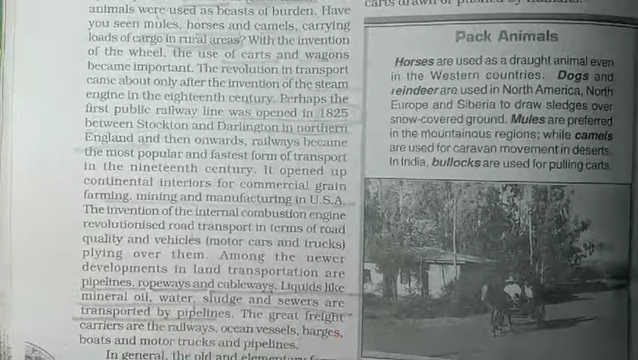 animals were used as beasts of burden. Have
you seen mules, horses and camels, carrying
loads of cargo in rural areas? With the invention
of the wheel, the use of carts and wagons
became important. The revolution in transport
came about only after the invention of the steam
engine in the eighteenth century. Perhaps the
first public railway line was opened in 1825
between Stockton and Darlington in northern
England and then onwards, railways became
the most popular and fastest form of transport
in the nineteenth century. It opened up
continental interiors for commercial grain
farming, mining and manufacturing in U.S.A.
The invention of the internal combustion engine
revolutionised road transport in terms of road
quality and vehicles (motor cars and trucks)
plying over them. Among the newer
developments in land transportation are
pipelines, ropeways and cableways. Liquids like
mineral oil, water, sludge and sewers are
transported by pipelines. The great freight
carriers are the railways, ocean vessels, barges,
boats and motor trucks and pipelines.
In general, the old and
carts drawn or pushed by humans.
Pack Animals
Horses are used as a draught animal even
in the Western countries. Dogs and
reindeer are used in North America, North
Europe and Siberia to draw sledges over
snow-covered ground. Mules are preferred
in the mountainous regions; while camels
are used for caravan movement in deserts.
In India, bullocks are used for pulling carts.